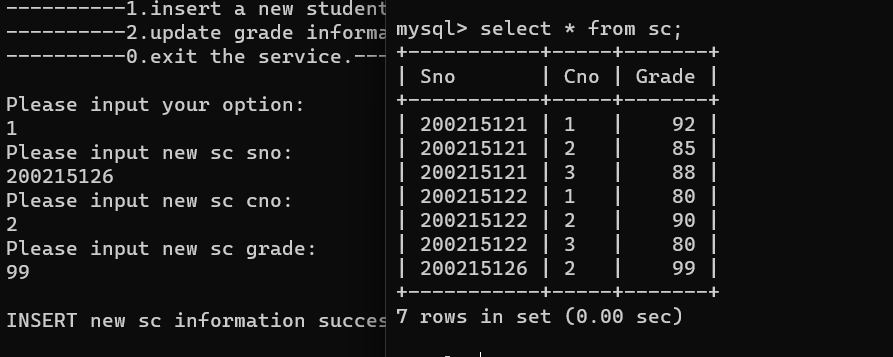 ----------1.insert a new student
----------2.update grade informa
----------0.exit the service.---
Please input your option:
1
Please input new sc sno:
200215126
Please input new sc cno:
2
Please input new sc grade:
99
INSERT new sc information succes
mysql> select * from sc;
+-----------+-----+-------+
| Sno       | Cno | Grade |
+-----------+-----+-------+
| 200215121 | 1   |    92 |
| 200215121 | 2   |    85 |
| 200215121 | 3   |    88 |
| 200215122 | 1   |    80 |
| 200215122 | 2   |    90 |
| 200215122 | 3   |    80 |
| 200215126 | 2   |    99 |
+-----------+-----+-------+
7 rows in set (0.00 sec)